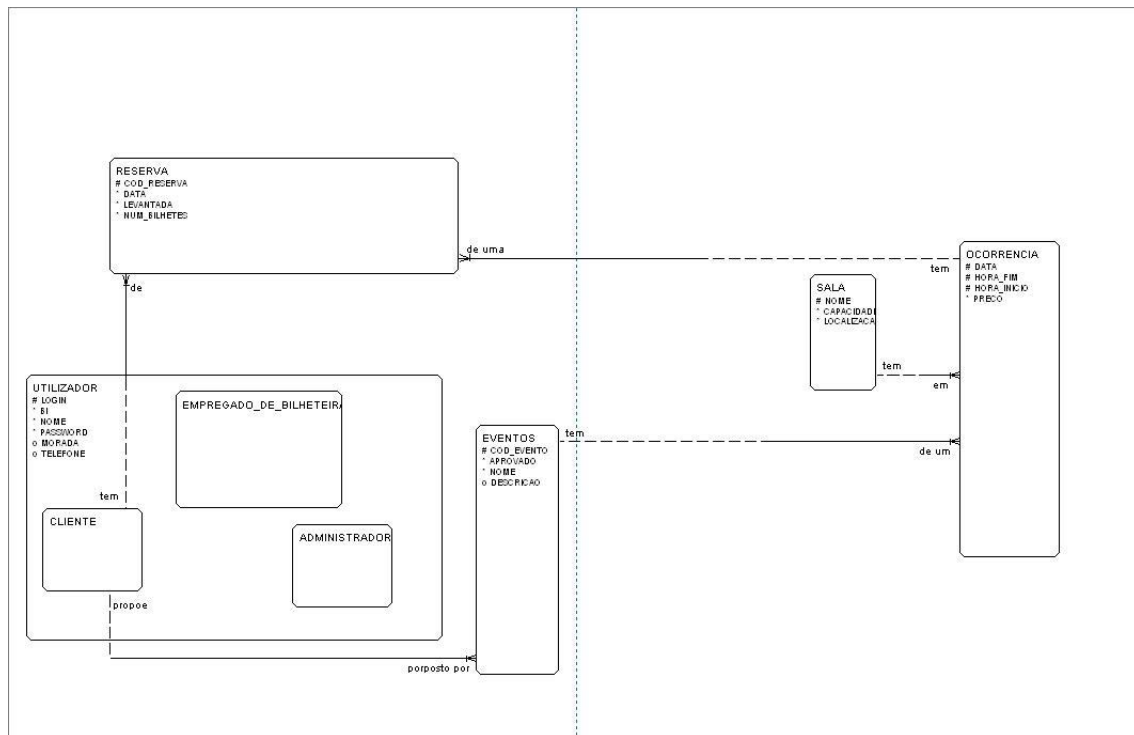 RESERVA
# COD_RESERVA
* DATA
* LEVANTADA
* NUM_BILHETES
de uma
tem
de
OCORRENCIA
# DATA
# HORA_FIM
# HORA_INICIO
* PRECO
SALA
# NOME
* CAPACIDADI
* LOCALIZACA
tem
em
UTILIZADOR
# LOGIN
* BI
* NOME
* PASSWORD
o MORADA
o TELEFONE
EMPREGADO_DE_BILHETEIRA
tem
CLIENTE
ADMINISTRADOR
propoe
EVENTOS
# COD_EVENTO
* APROVADO
* NOME
o DESCRICAO
tem
de um
porposto por